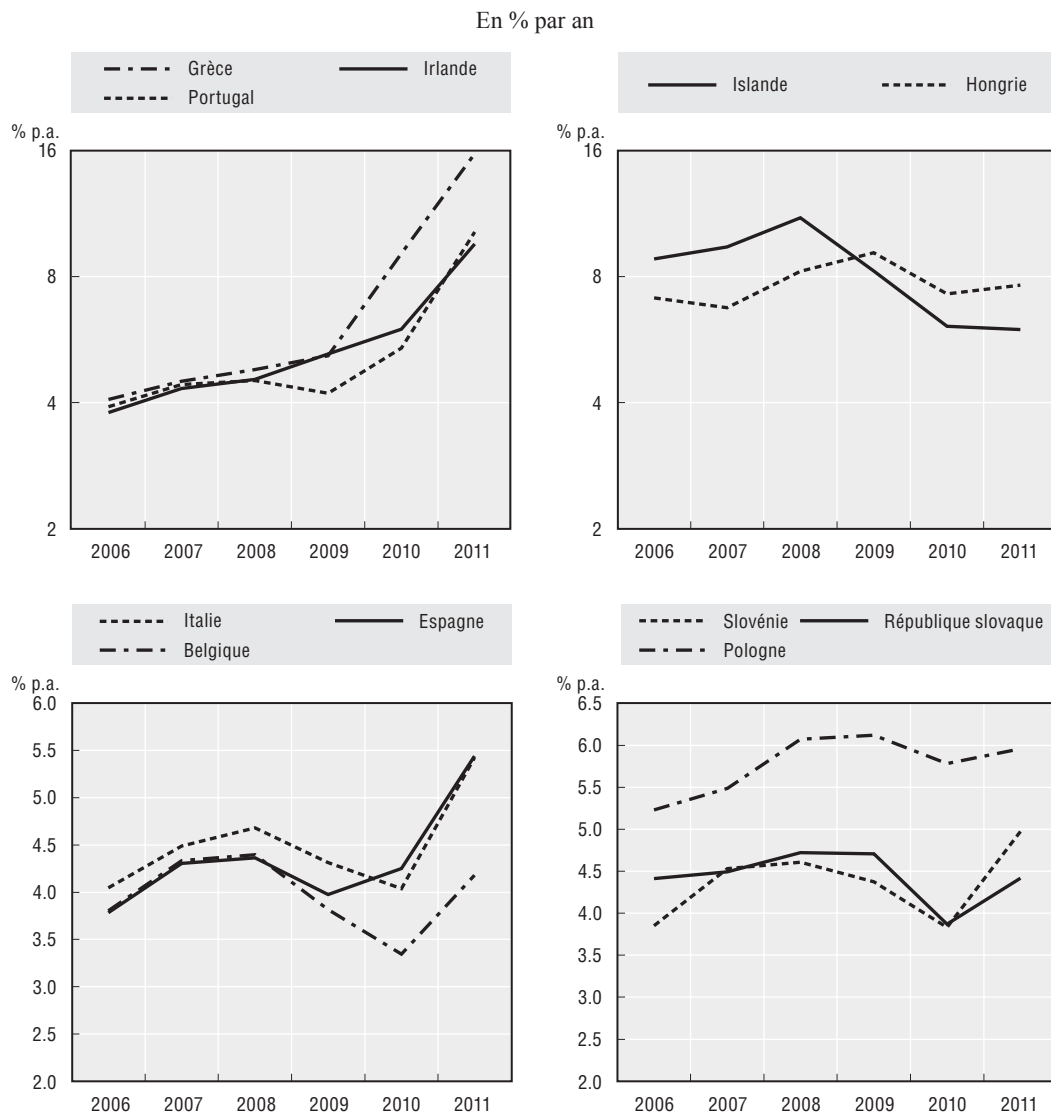 En % par an
Grèce Irlande
Portugal
% p.a.
16
8
4
2
2006 2007 2008 2009 2010 2011
Islande Hongrie
% p.a.
16
8
4
2
2006 2007 2008 2009 2010 2011
Italie Espagne
Belgique
% p.a.
6.0
5.5
5.0
4.5
4.0
3.5
3.0
2.5
2.0
2006 2007 2008 2009 2010 2011
Slovénie République slovaque
Pologne
% p.a.
6.5
6.0
5.5
5.0
4.5
4.0
3.5
3.0
2.5
2.0
2006 2007 2008 2009 2010 2011